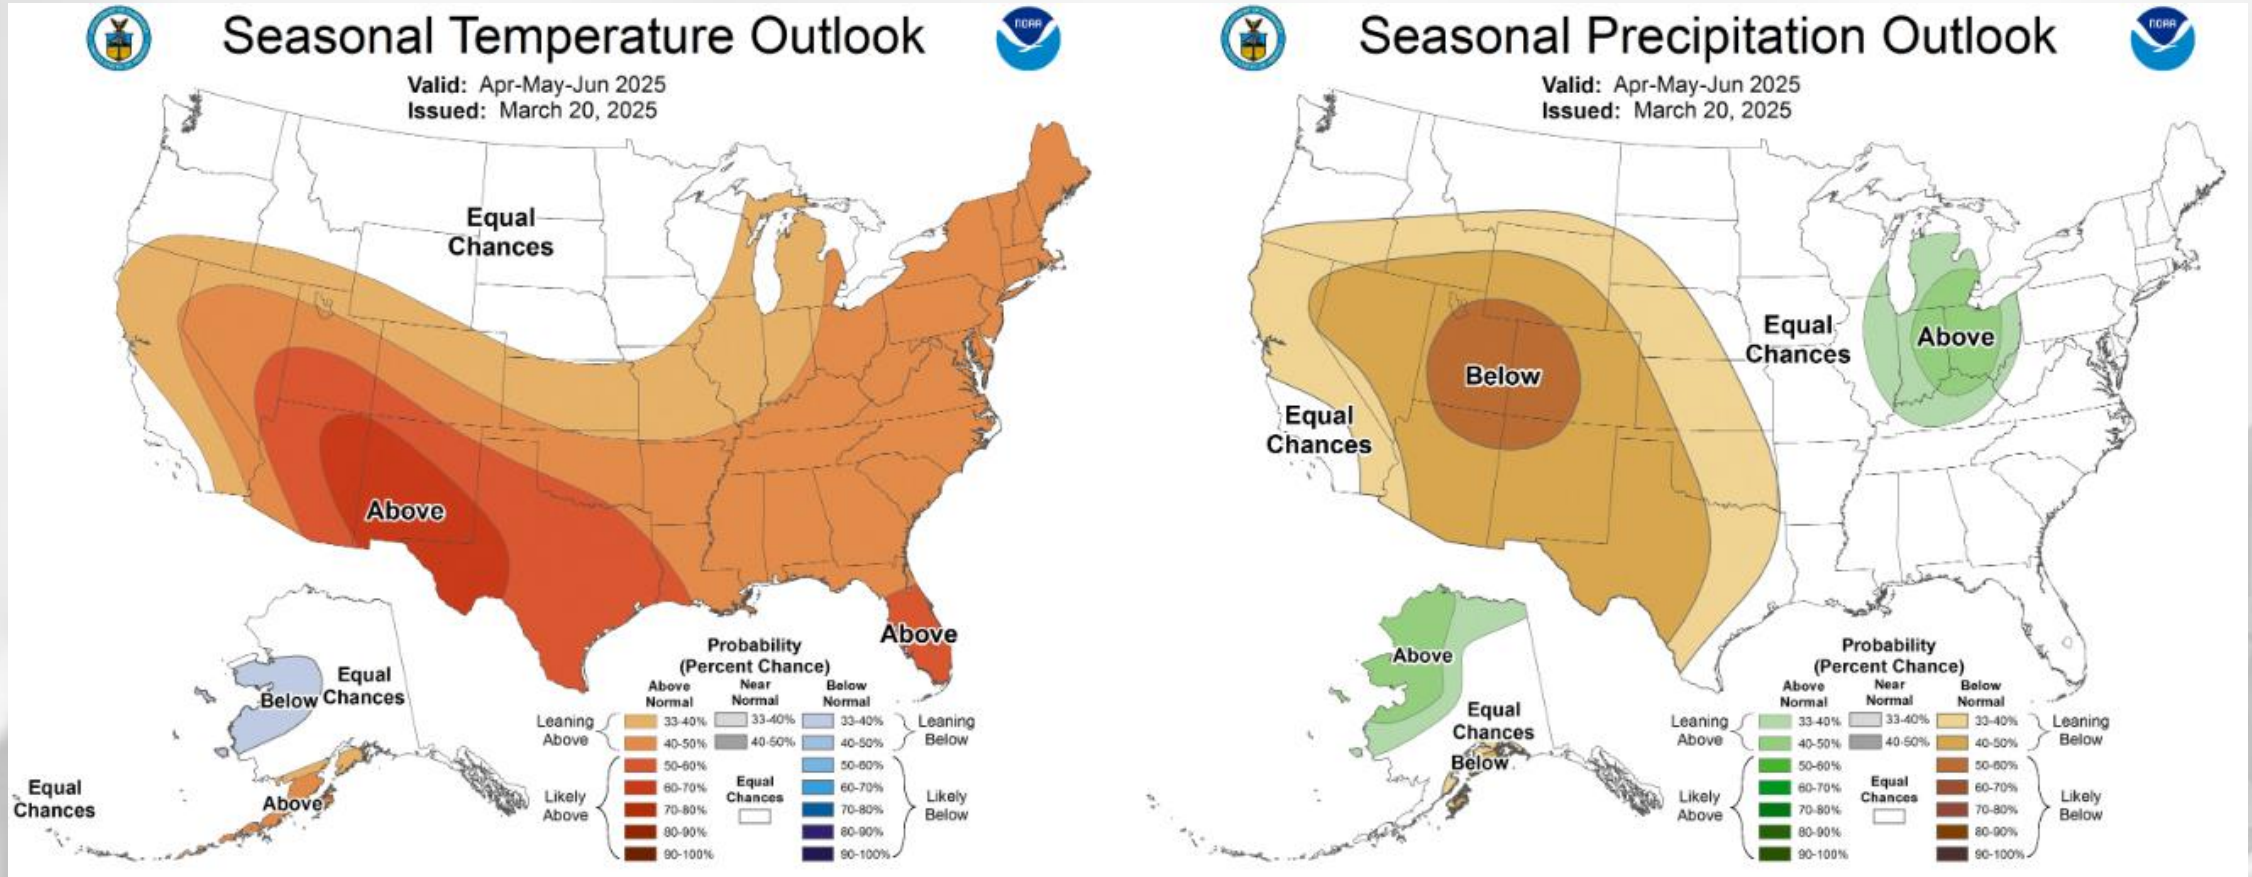 Seasonal Temperature Outlook
NOAA
Valid: Apr-May-Jun 2025
Issued: March 20, 2025
Equal
Chances
Above
Above
Equal
Chances
Below
Above
Equal
Chances
Probability
(Percent Chance)
Above
Normal
Near
Normal
Below
Normal
Leaning
Above
33-40%
33-40%
33-40%
Leaning
Below
40-50%
40-50%
40-50%
Likely
Above
50-60%
50-60%
Likely
Below
60-70%
60-70%
70-80%
70-80%
80-90%
80-90%
90-100%
90-100%
Equal
Chances
Seasonal Precipitation Outlook
NOAA
Valid: Apr-May-Jun 2025
Issued: March 20, 2025
Equal
Chances
Above
Below
Equal
Chances
Above
Equal
Chances
Below
Probability
(Percent Chance)
Above
Normal
Near
Normal
Below
Normal
Leaning
Above
33-40%
33-40%
33-40%
Leaning
Below
40-50%
40-50%
40-50%
Likely
Above
50-60%
50-60%
Likely
Below
60-70%
60-70%
70-80%
70-80%
80-90%
80-90%
90-100%
90-100%
Equal
Chances